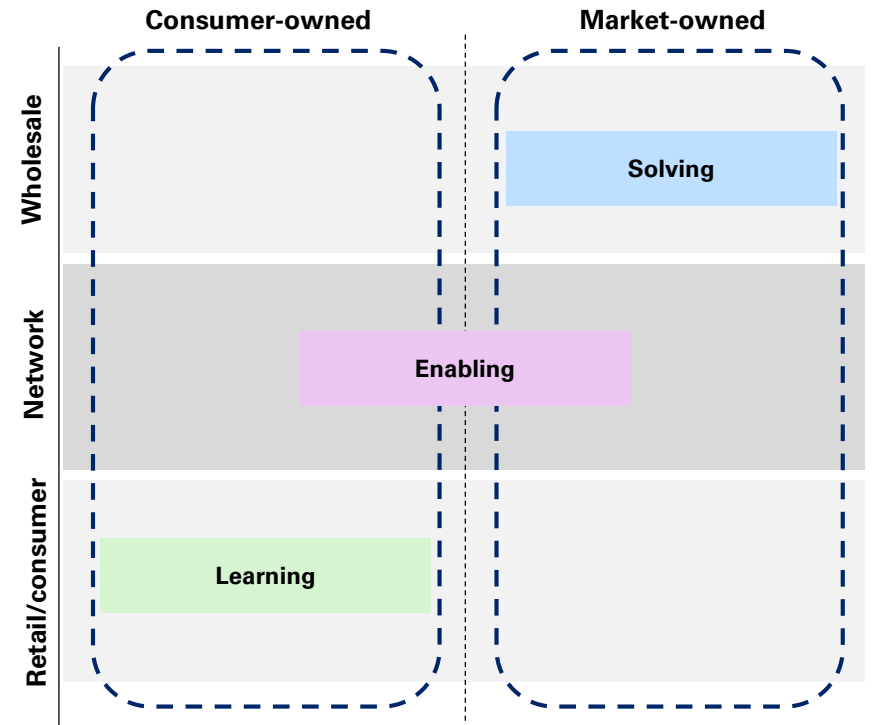 Consumer-owned
Market-owned
Wholesale
Solving
Network
Enabling
Retail/consumer
Learning